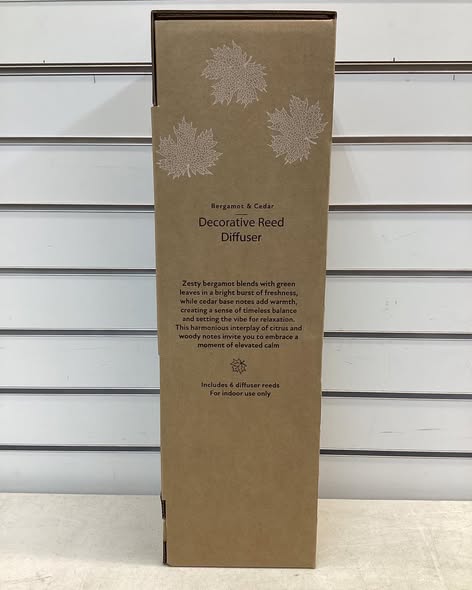 Bergamot & Cedar
Decorative Reed
Diffuser
Zesty bergamot blends with green
leaves in a bright burst of freshness,
while cedar base notes add warmth,
creating a sense of timeless balance
and setting the vibe for relaxation.
This harmonious interplay of citrus and
woody notes invite you to embrace a
moment of elevated calm
Includes 6 diffuser reeds
For indoor use only